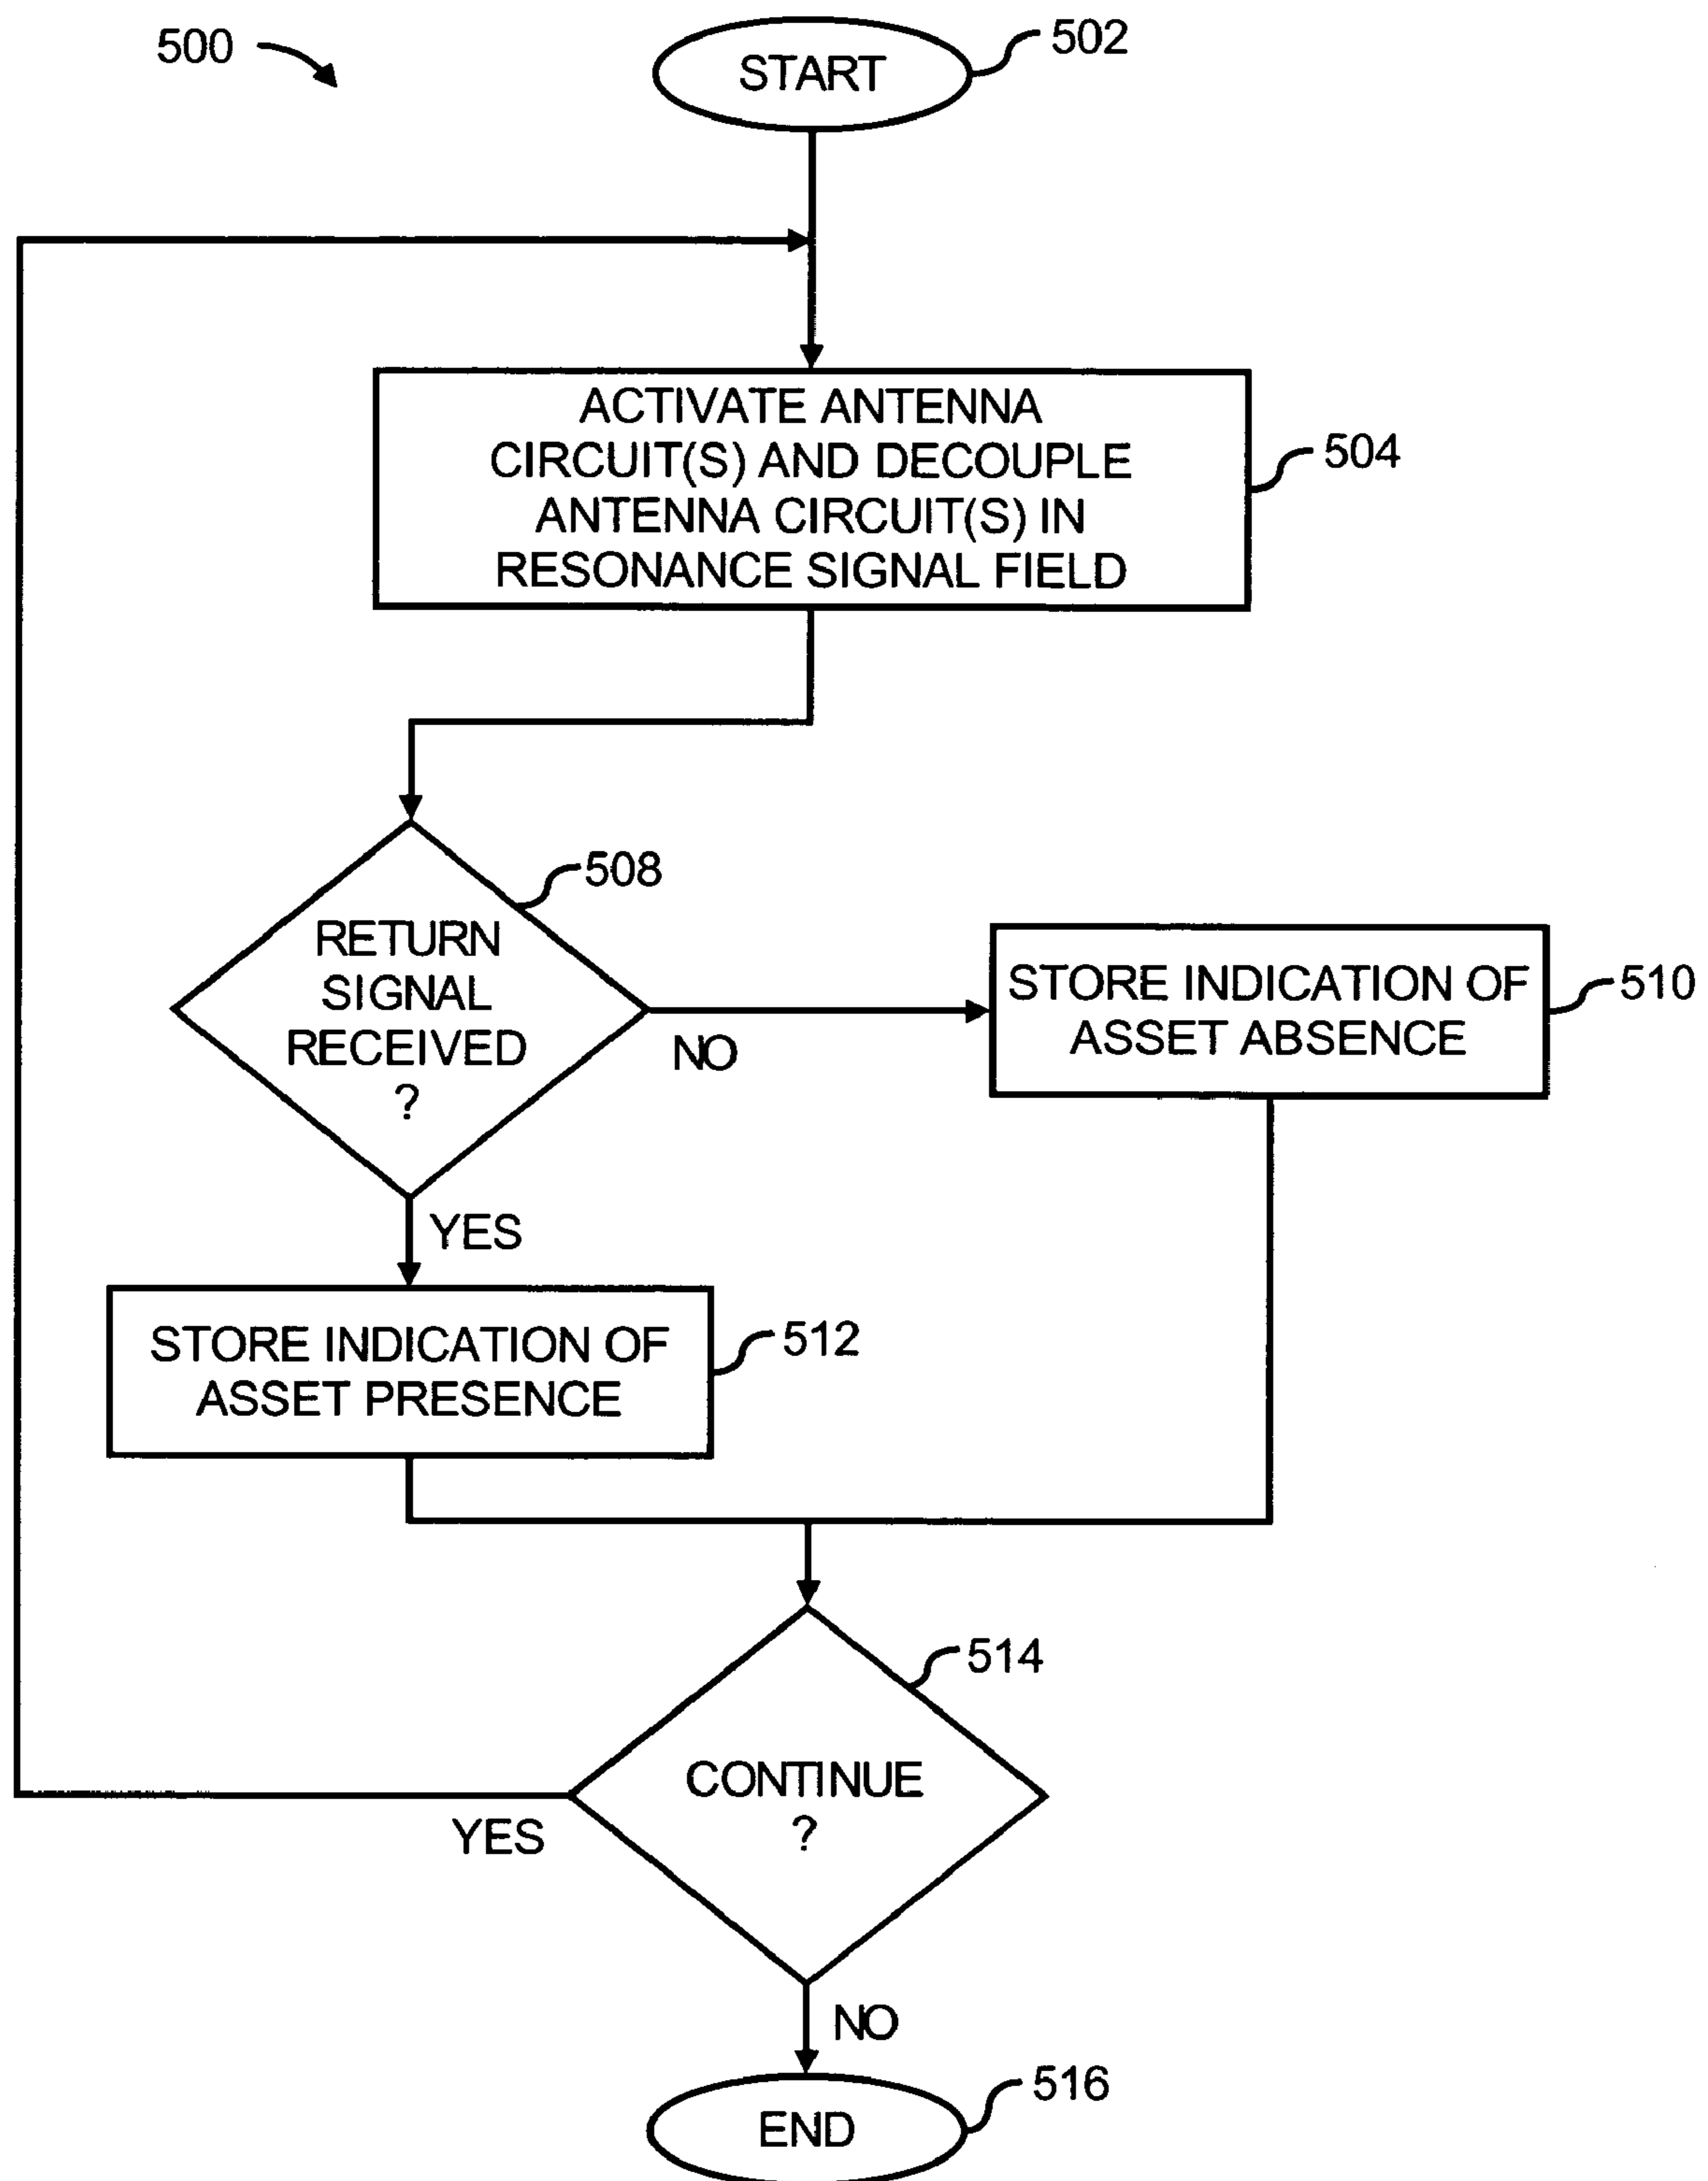 500
START
502
ACTIVATE ANTENNA
CIRCUIT(S) AND DECOUPLE
ANTENNA CIRCUIT(S) IN
RESONANCE SIGNAL FIELD
504
RETURN
SIGNAL
RECEIVED
?
508
NO
STORE INDICATION OF
ASSET ABSENCE
510
YES
STORE INDICATION OF
ASSET PRESENCE
512
CONTINUE
?
514
YES
NO
END
516